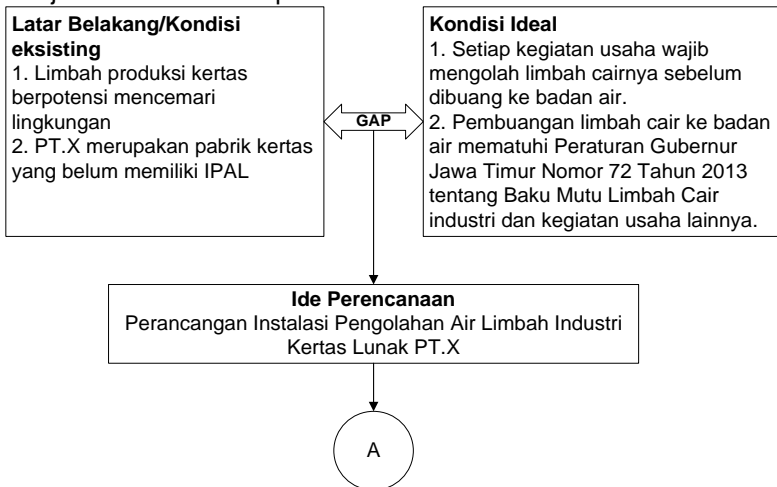 Latar Belakang/Kondisi
eksisting
1. Limbah produksi kertas
berpotensi mencemari
lingkungan
2. PT.X merupakan pabrik kertas
yang belum memiliki IPAL
GAP
Kondisi Ideal
1. Setiap kegiatan usaha wajib
mengolah limbah cairnya sebelum
dibuang ke badan air.
2. Pembuangan limbah cair ke badan
air mematuhi Peraturan Gubernur
Jawa Timur Nomor 72 Tahun 2013
tentang Baku Mutu Limbah Cair
industri dan kegiatan usaha lainnya.
Ide Perencanaan
Perancangan Instalasi Pengolahan Air Limbah Industri
Kertas Lunak PT.X
A